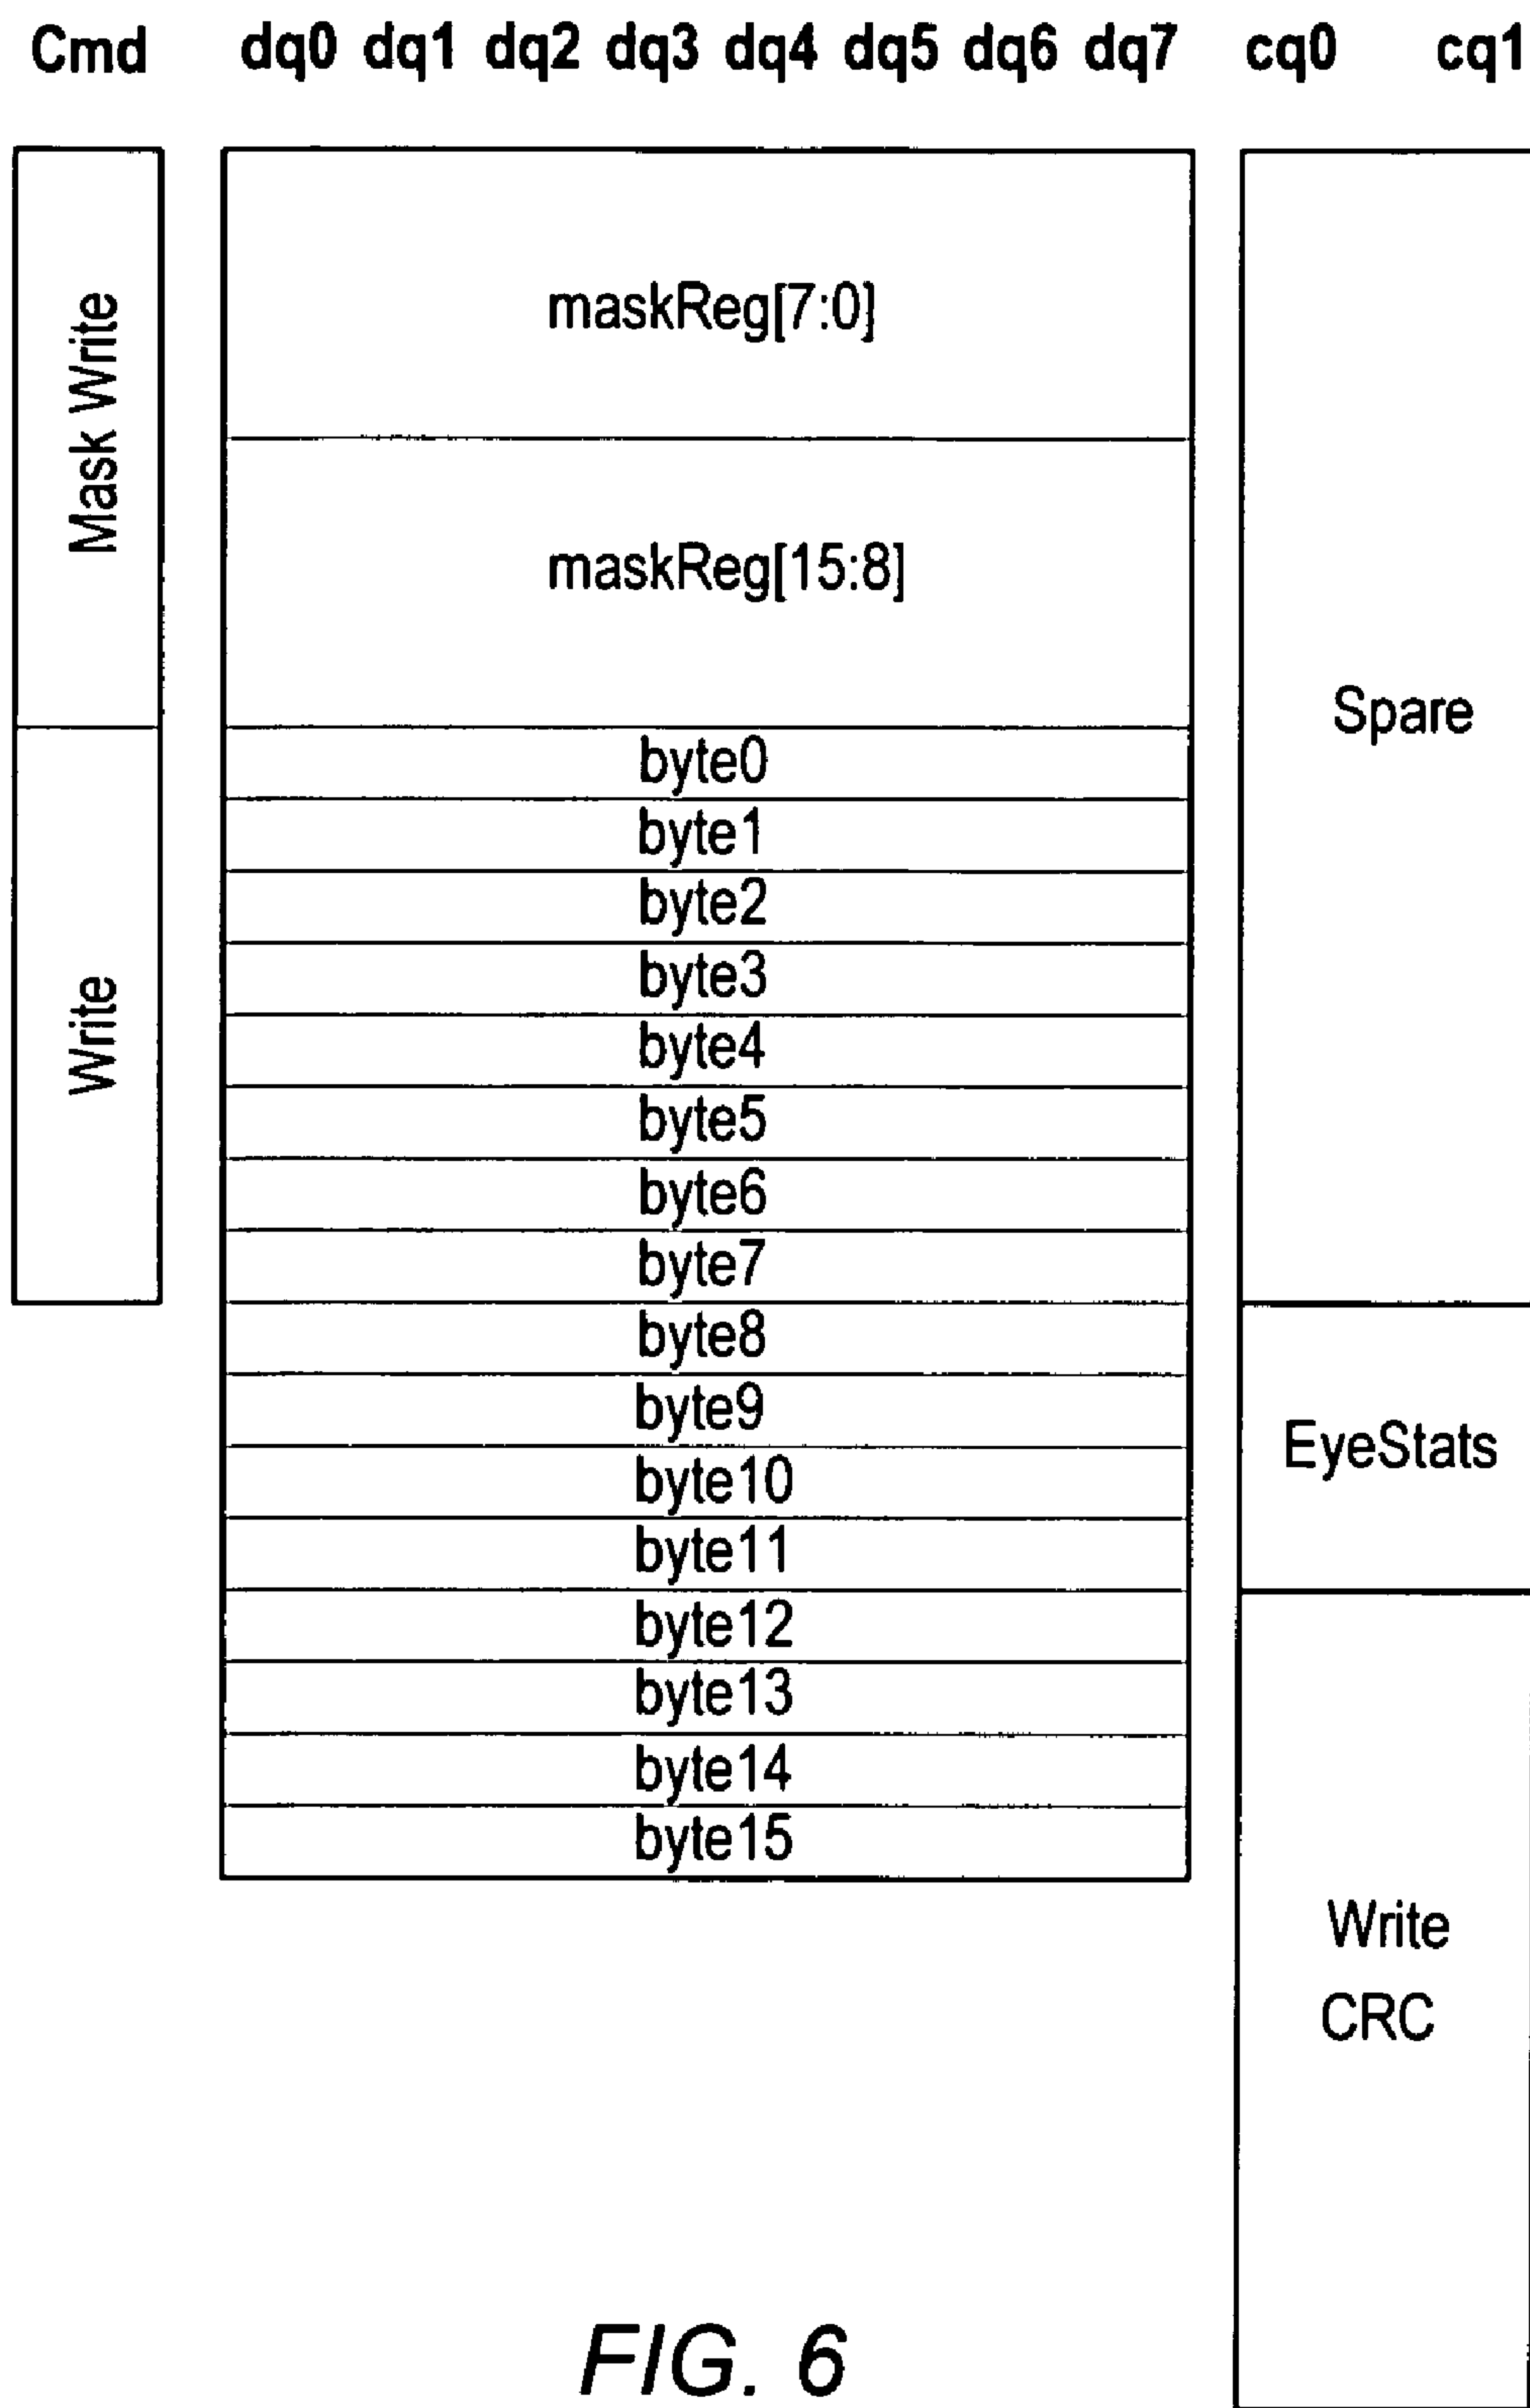 Cmd dq0 dq1 dq2 dq3 dq4 dq5 dq6 dq7 cq0 cq1
Mask Write
maskReg[7:0]
maskReg[15:8]
Spare
Write
byte0
byte1
byte2
byte3
byte4
byte5
byte6
byte7
byte8
byte9
byte10
byte11
byte12
byte13
byte14
byte15
EyeStats
Write
CRC
FIG. 6